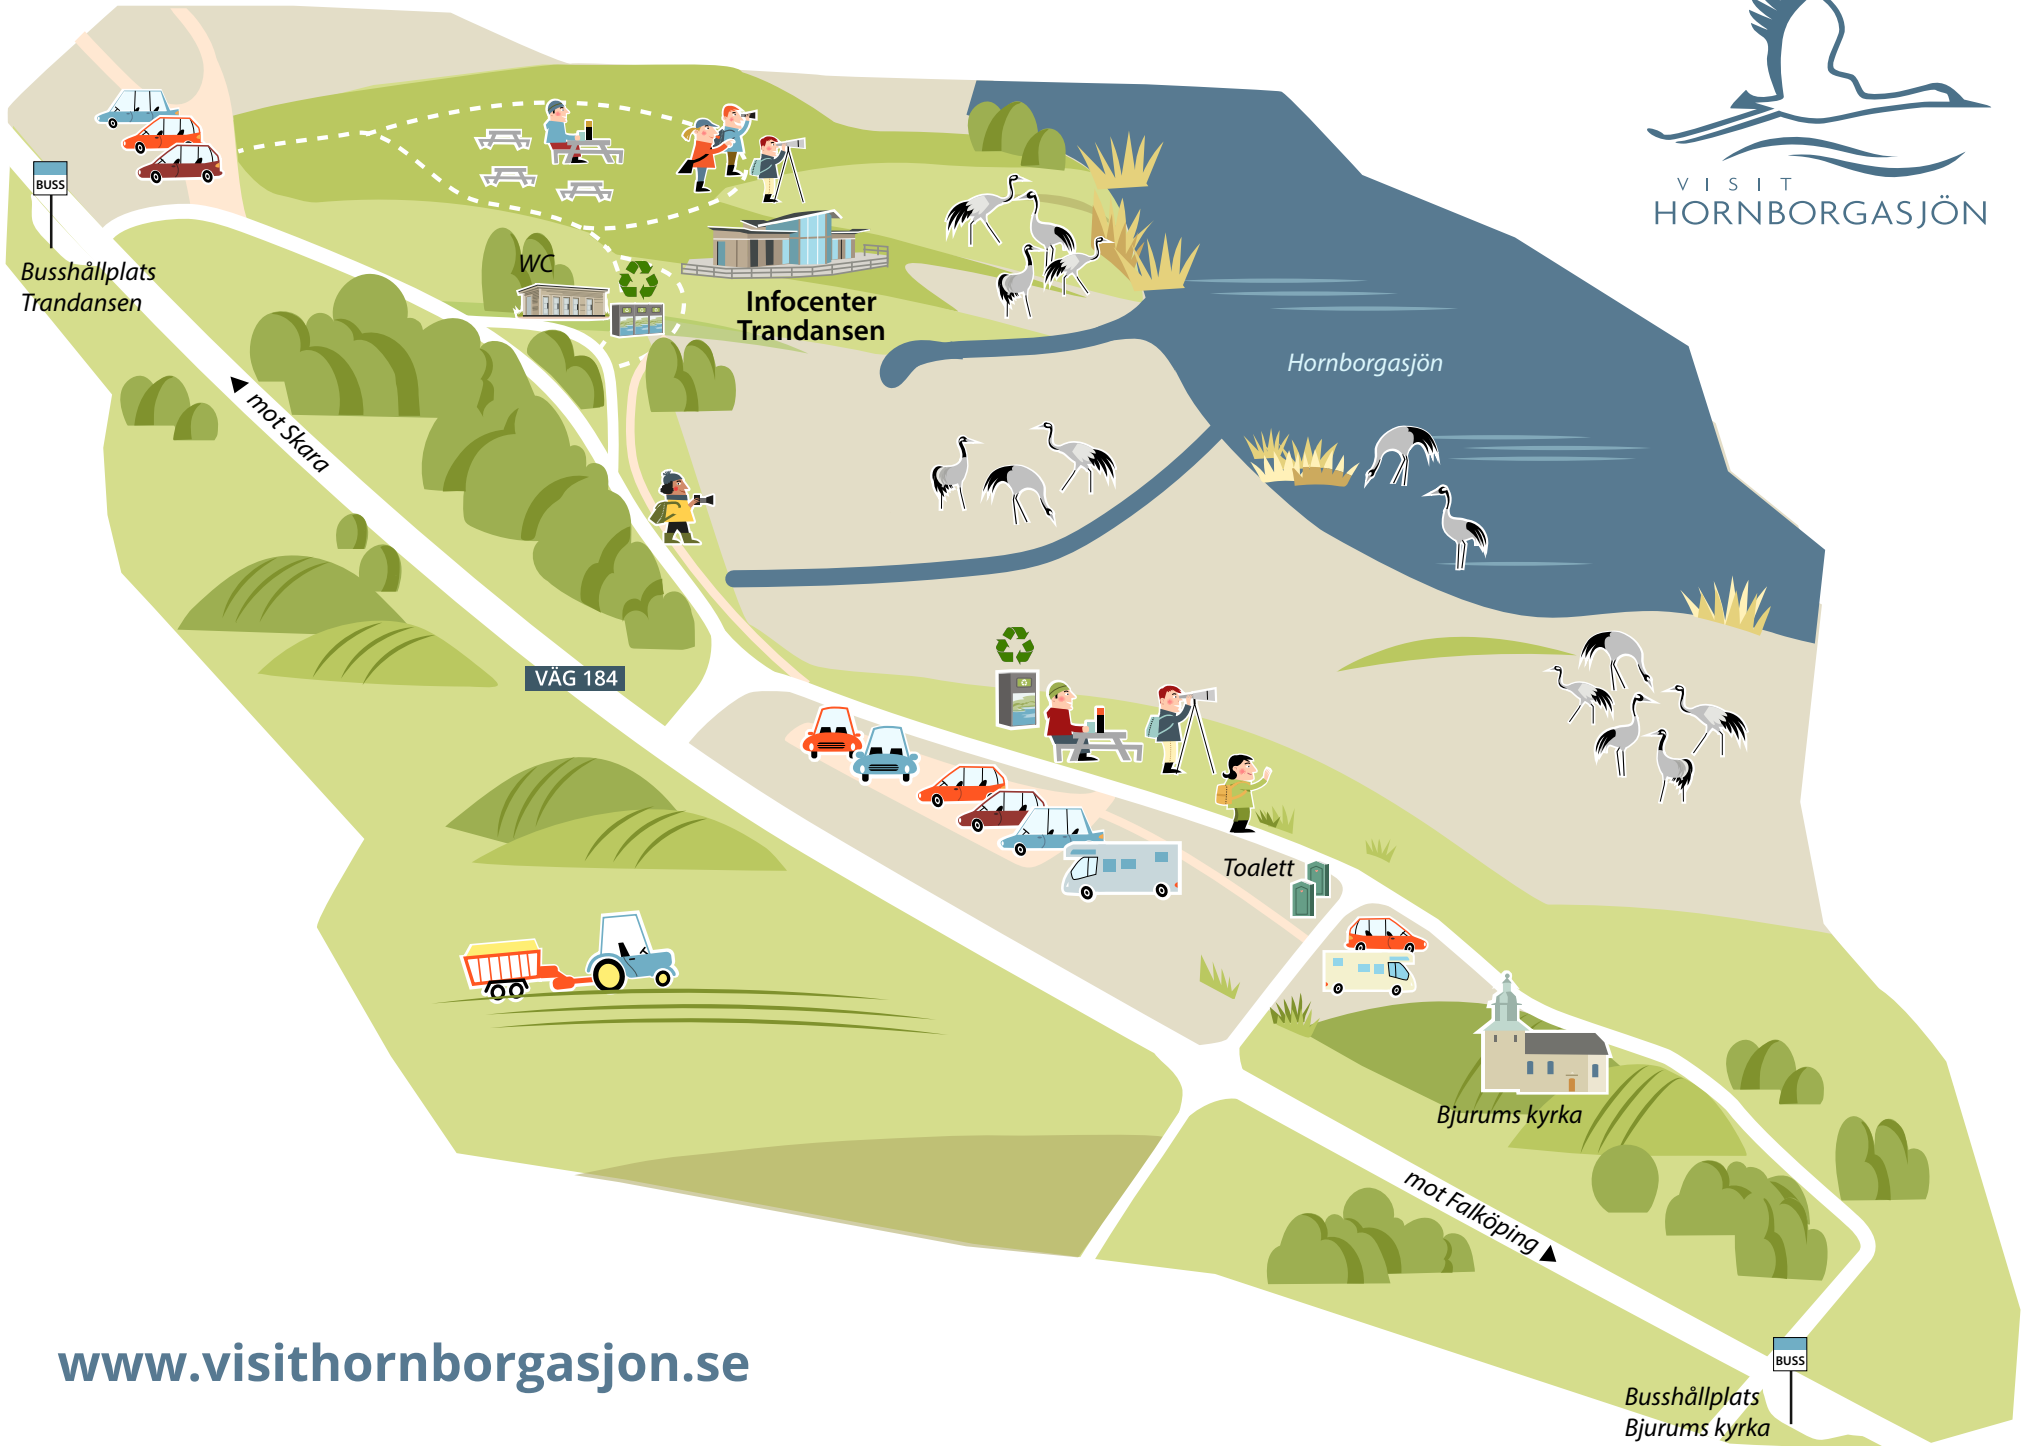 VISIT
HORNBORGASJÖN
BUSS
Busshållplats
Trandansen
WC
Infocenter
Trandansen
Hornborgasjön
mot Skara
VÄG 184
Toalett
Bjurums kyrka
mot Falköping
www.visithornborgasjon.se
BUSS
Busshållplats
Bjurums kyrka